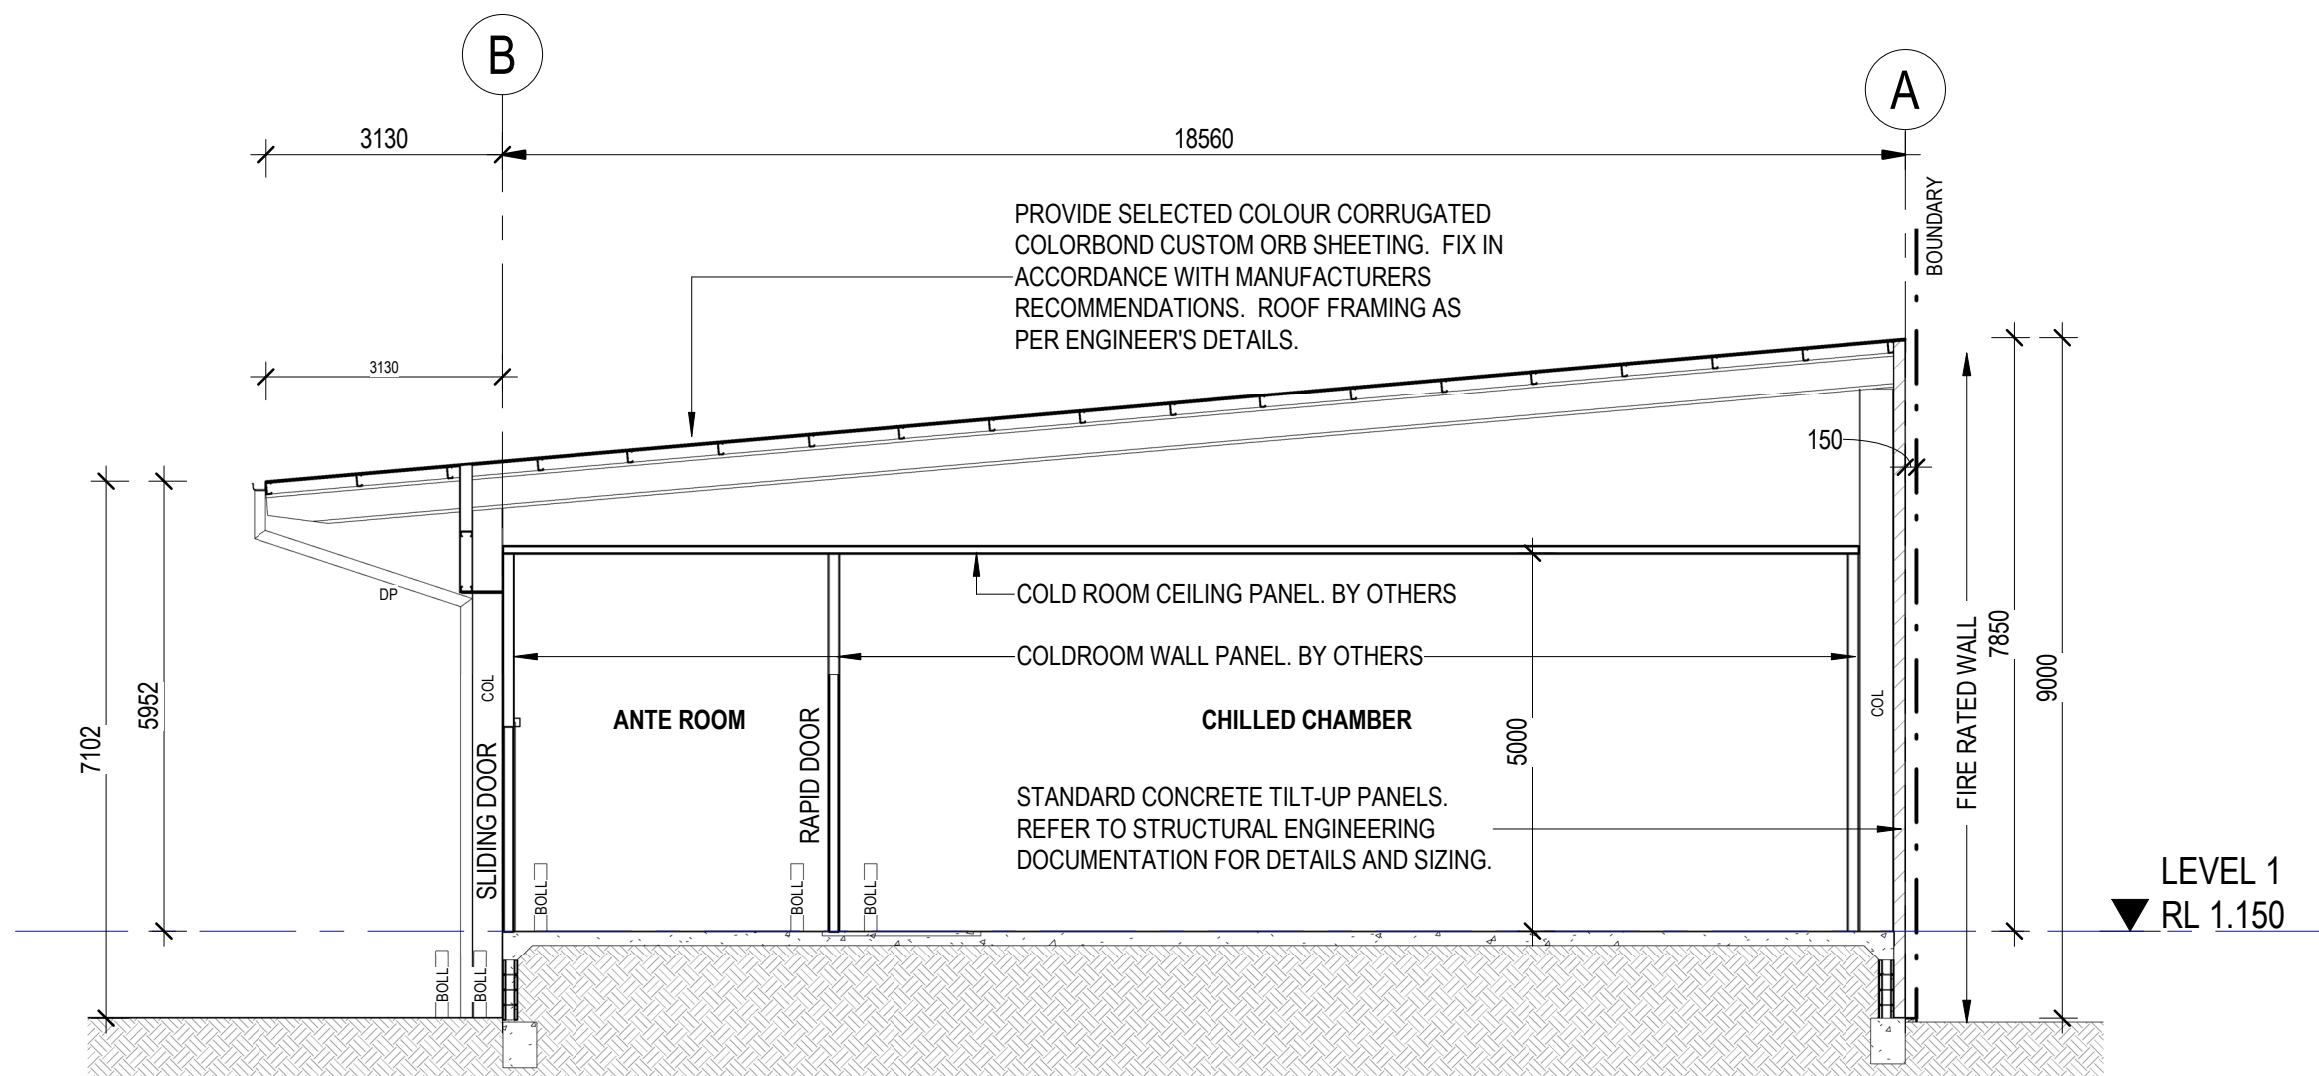 B
A
3130
18560
BOUNDARY
PROVIDE SELECTED COLOUR CORRUGATED
COLORBOND CUSTOM ORB SHEETING. FIX IN
ACCORDANCE WITH MANUFACTURERS
RECOMMENDATIONS. ROOF FRAMING AS
PER ENGINEER'S DETAILS.
3130
150
DP
COLD ROOM CEILING PANEL. BY OTHERS
COLDROOM WALL PANEL. BY OTHERS
7102
5952
COL
SLIDING DOOR
ANTE ROOM
RAPID DOOR
CHILLED CHAMBER
5000
COL
FIRE RATED WALL
7850
9000
STANDARD CONCRETE TILT-UP PANELS.
REFER TO STRUCTURAL ENGINEERING
DOCUMENTATION FOR DETAILS AND SIZING.
BOLL
BOLL
BOLL
LEVEL 1
RL 1.150
BOLL
BOLL